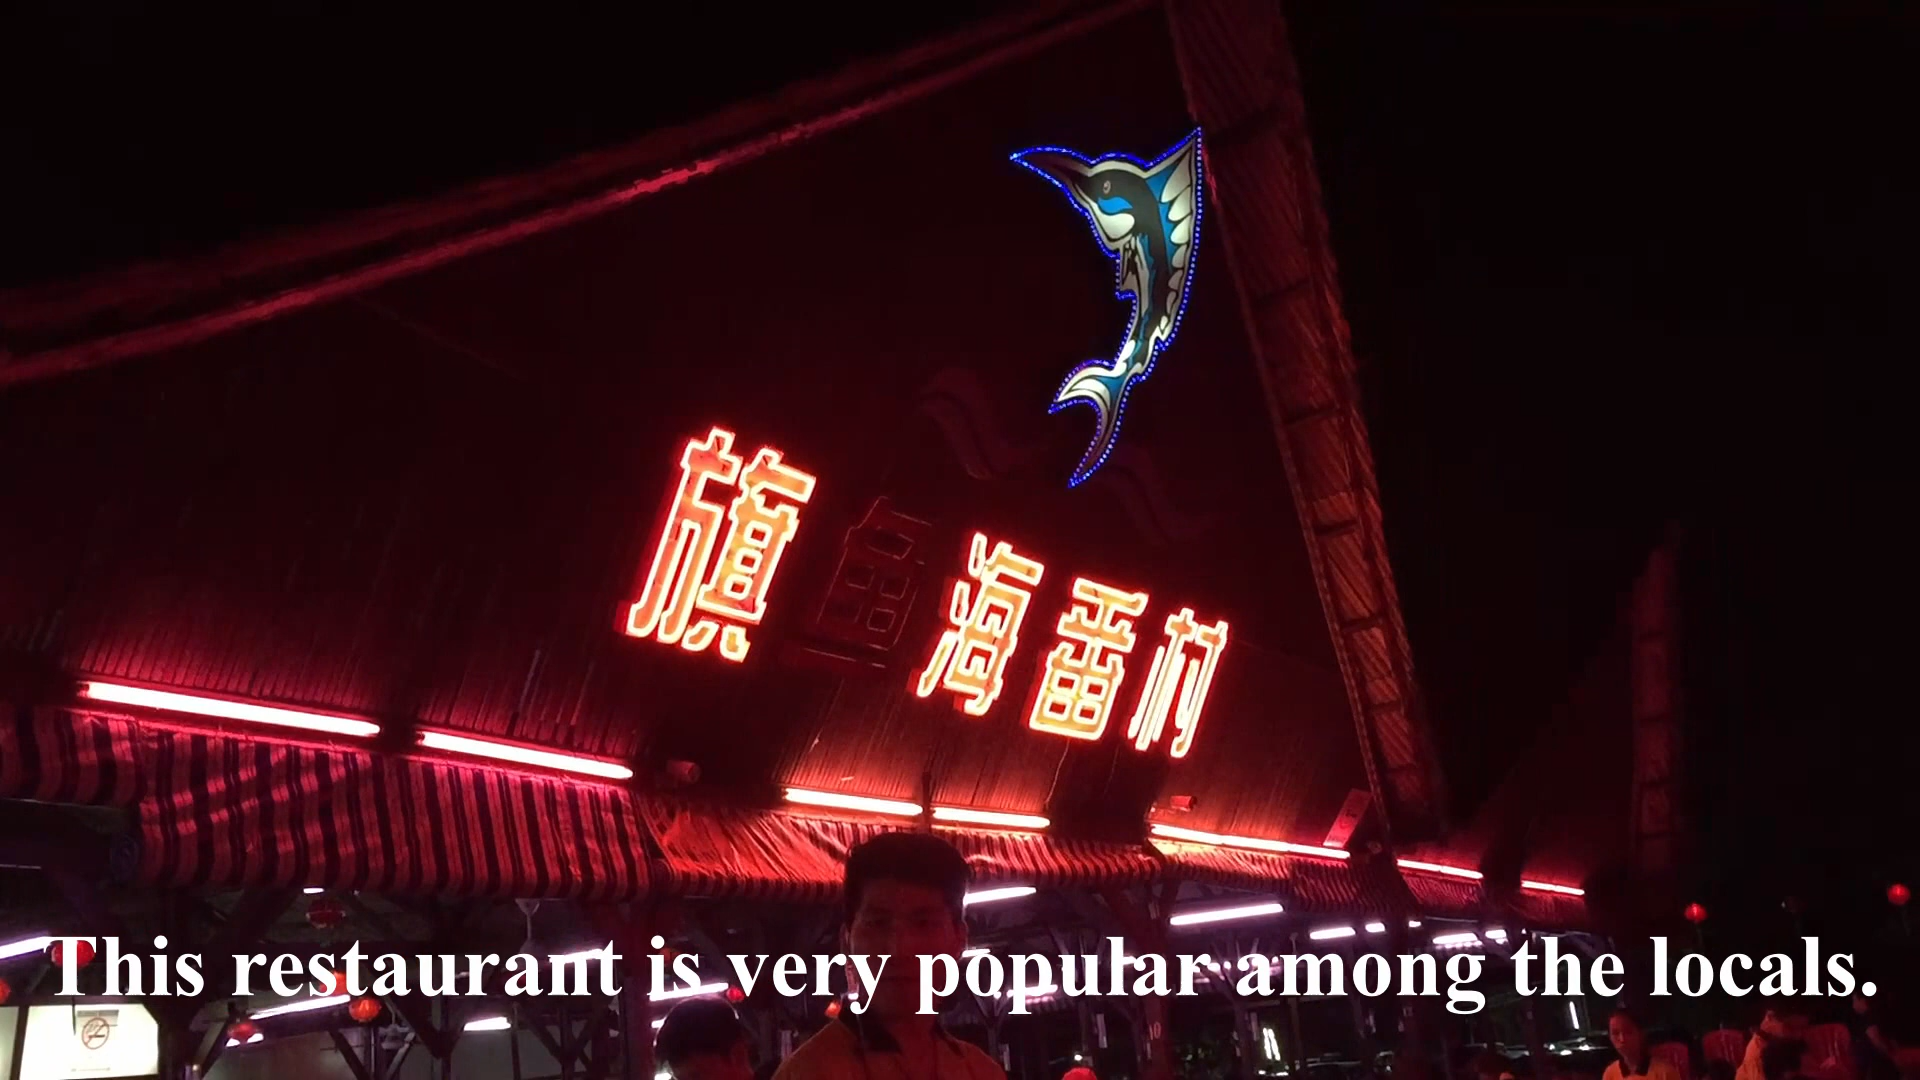 旗魚海番村
This restaurant is very popular among the locals.